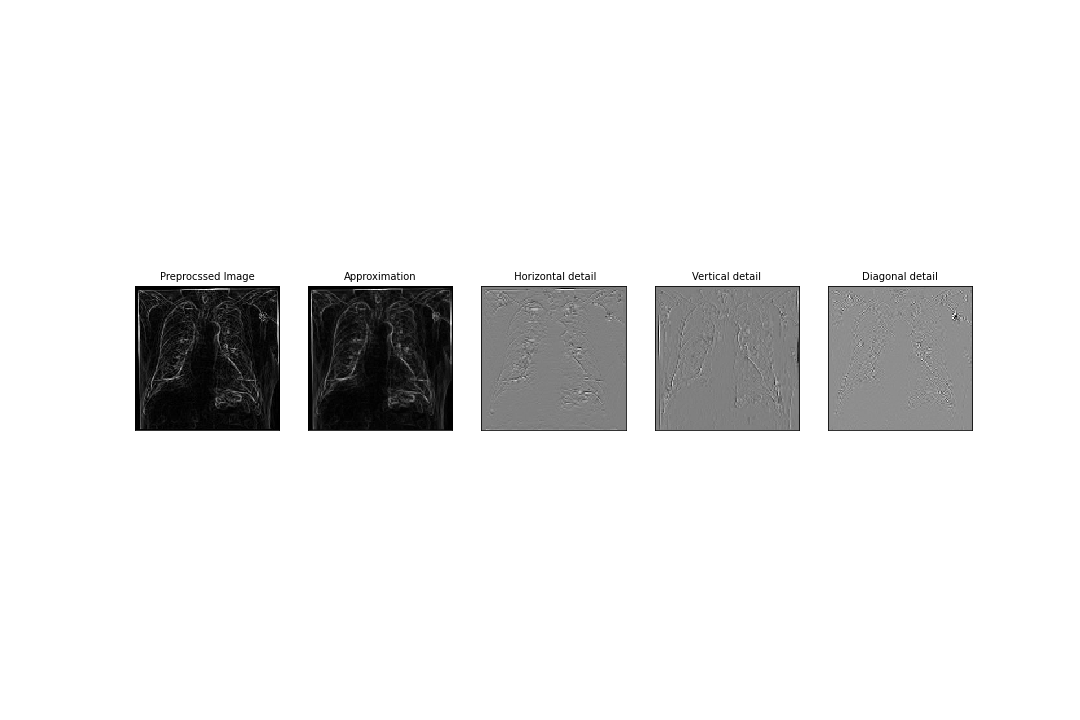 Preprocssed Image
Approximation
Horizontal detail
Vertical detail
Diagonal detail